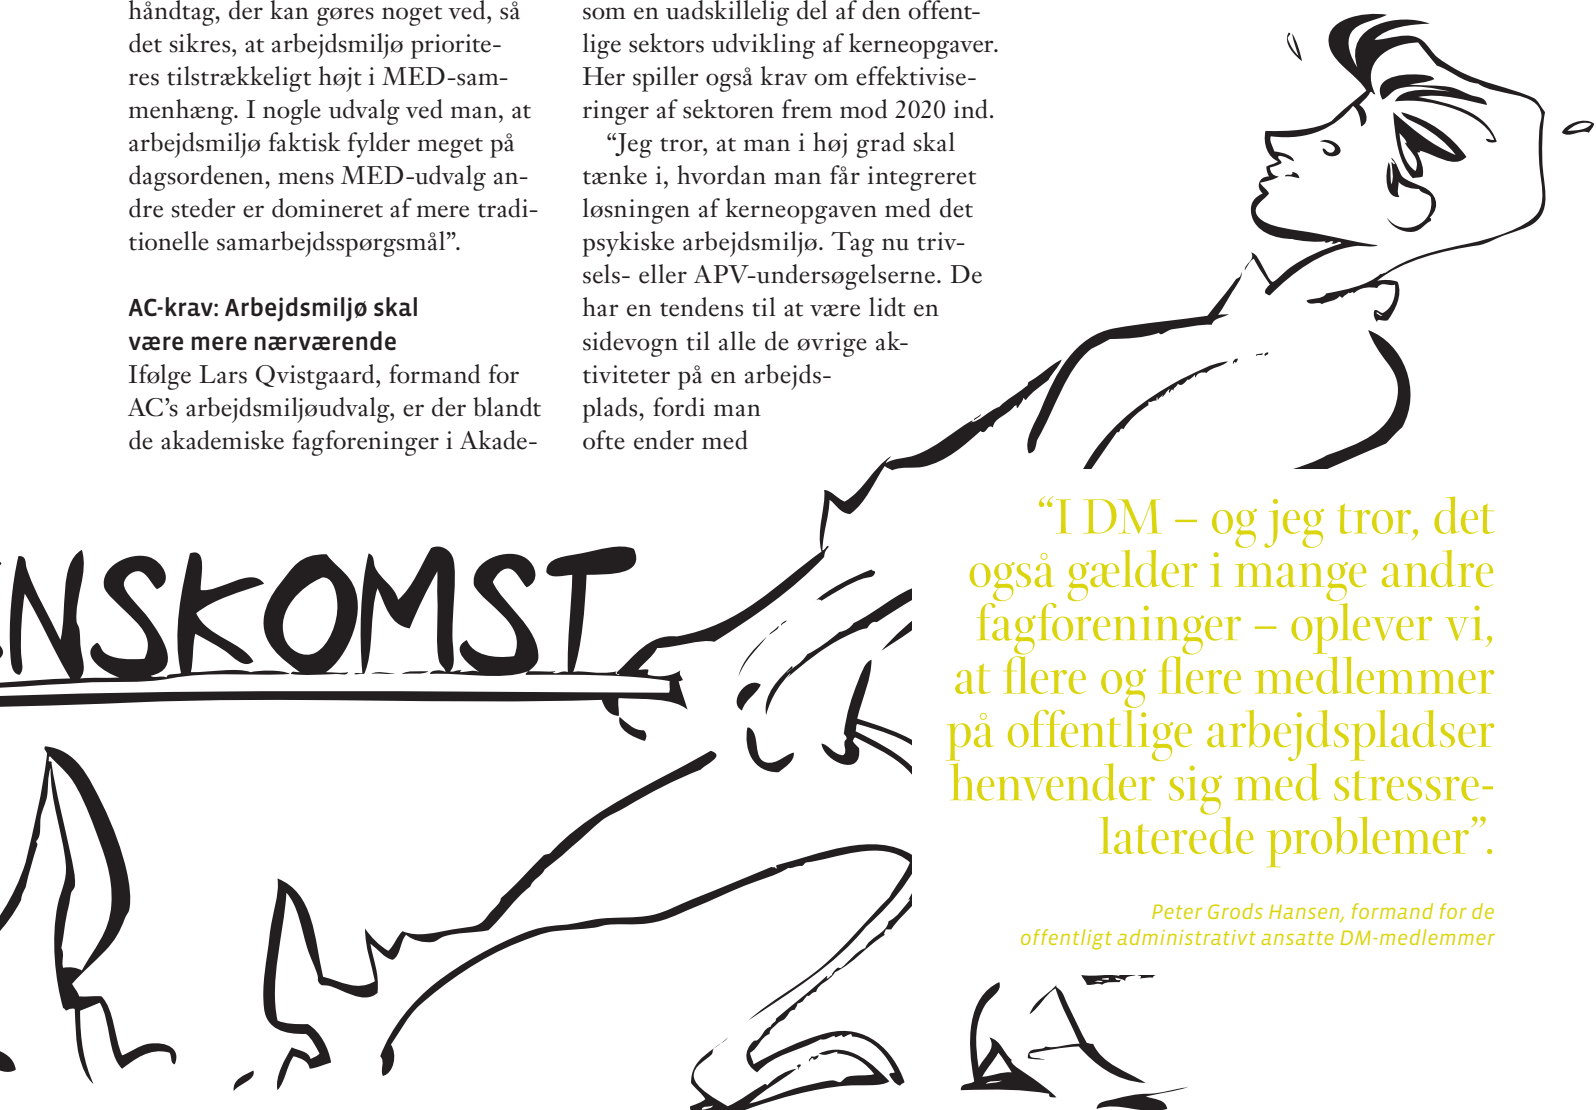 håndtag, der kan gøres noget ved, så
det sikres, at arbejdsmiljø priorite-
res tilstrækkeligt højt i MED-sam-
menhæng. I nogle udvalg ved man, at
arbejdsmiljø faktisk fylder meget på
dagsordenen, mens MED-udvalg an-
dre steder er domineret af mere tradi-
tionelle samarbejdsspørgsmål”.
AC-krav: Arbejdsmiljø skal
være mere nærværende
Ifølge Lars Qvistgaard, formand for
AC’s arbejdsmiljøudvalg, er der blandt
de akademiske fagforeninger i Akade-
som en uadskillelig del af den offent-
lige sektors udvikling af kerneopgaver.
Her spiller også krav om effektivise-
ringer af sektoren frem mod 2020 ind.
“Jeg tror, at man i høj grad skal
tænke i, hvordan man får integreret
løsningen af kerneopgaven med det
psykiske arbejdsmiljø. Tag nu triv-
sels- eller APV-undersøgelserne. De
har en tendens til at være lidt en
sidevogn til alle de øvrige ak-
tiviteter på en arbejds-
plads, fordi man
ofte ender med
ENSKOMST
“I DM – og jeg tror, det
også gælder i mange andre
fagforeninger – oplever vi,
at flere og flere medlemmer
på offentlige arbejdspladser
henvender sig med stressre-
laterede problemer”.
Peter Grods Hansen, formand for de
offentligt administrativt ansatte DM-medlemmer